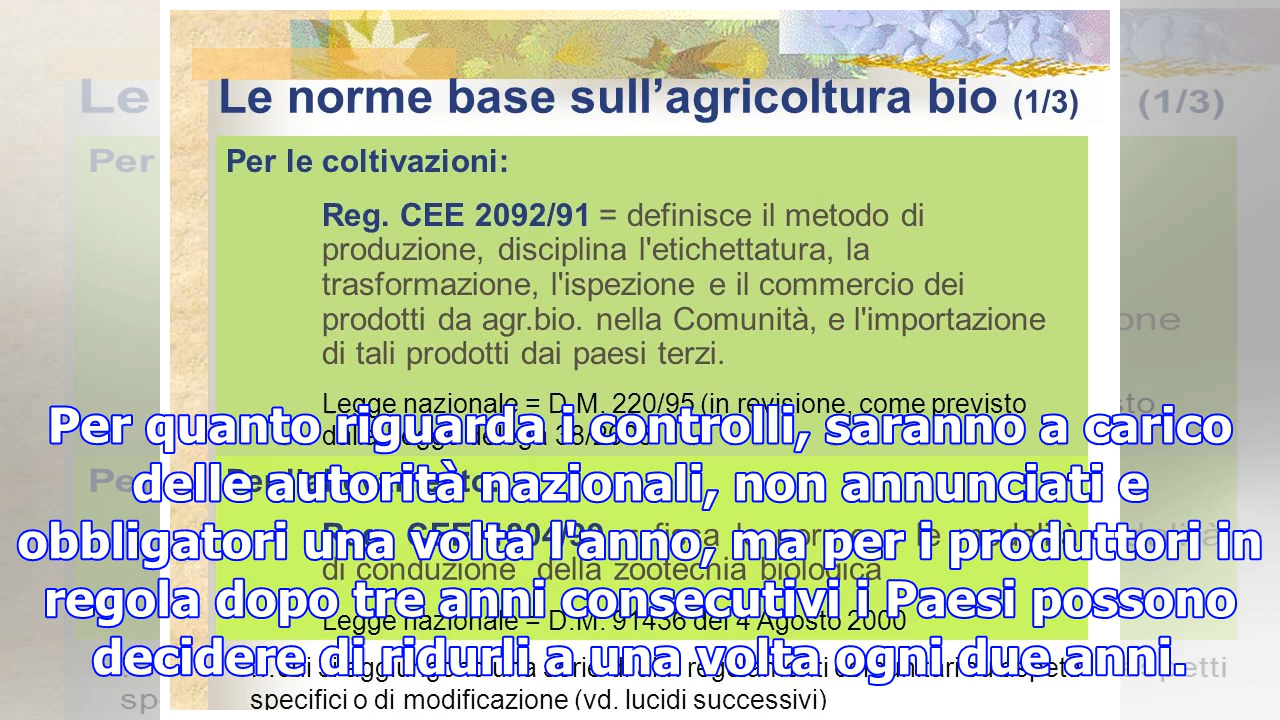 Le norme base sull’agricoltura bio (1/3)
Per le coltivazioni:
Reg. CEE 2092/91 = definisce il metodo di
produzione, disciplina l'etichettatura, la
trasformazione, l'ispezione e il commercio dei
prodotti da agr.bio. nella Comunità, e l'importazione
di tali prodotti dai paesi terzi.
Legge nazionale = D.M. 220/95 (in revisione, come previsto
Per quanto riguarda i controlli, saranno a carico
delle autorità nazionali, non annunciati e
obbligatori una volta l'anno, ma per i produttori in
regola dopo tre anni consecutivi i Paesi possono
decidere di ridurli a una volta ogni due anni.
di conduzione della zootecnia biologica
Legge nazionale = D.M. 91436 del 4 Agosto 2000
specifici o di modificazione (vd. lucidi successivi)